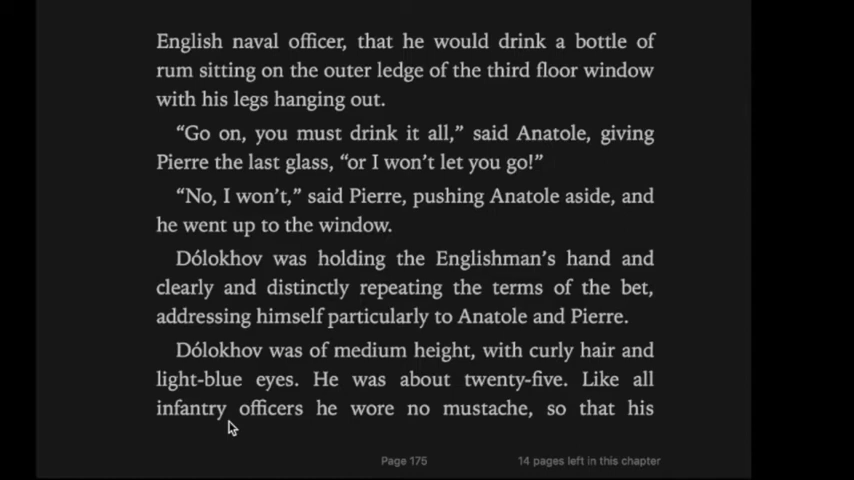 English naval officer, that he would drink a bottle of
rum sitting on the outer ledge of the third floor window
with his legs hanging out.
“Go on, you must drink it all,” said Anatole, giving
Pierre the last glass, “or I won’t let you go!”
“No, I won’t,” said Pierre, pushing Anatole aside, and
he went up to the window.
Dólokhov was holding the Englishman’s hand and
clearly and distinctly repeating the terms of the bet,
addressing himself particularly to Anatole and Pierre.
Dólokhov was of medium height, with curly hair and
light-blue eyes. He was about twenty-five. Like all
infantry officers he wore no mustache, so that his
Page 175 14 pages left in this chapter